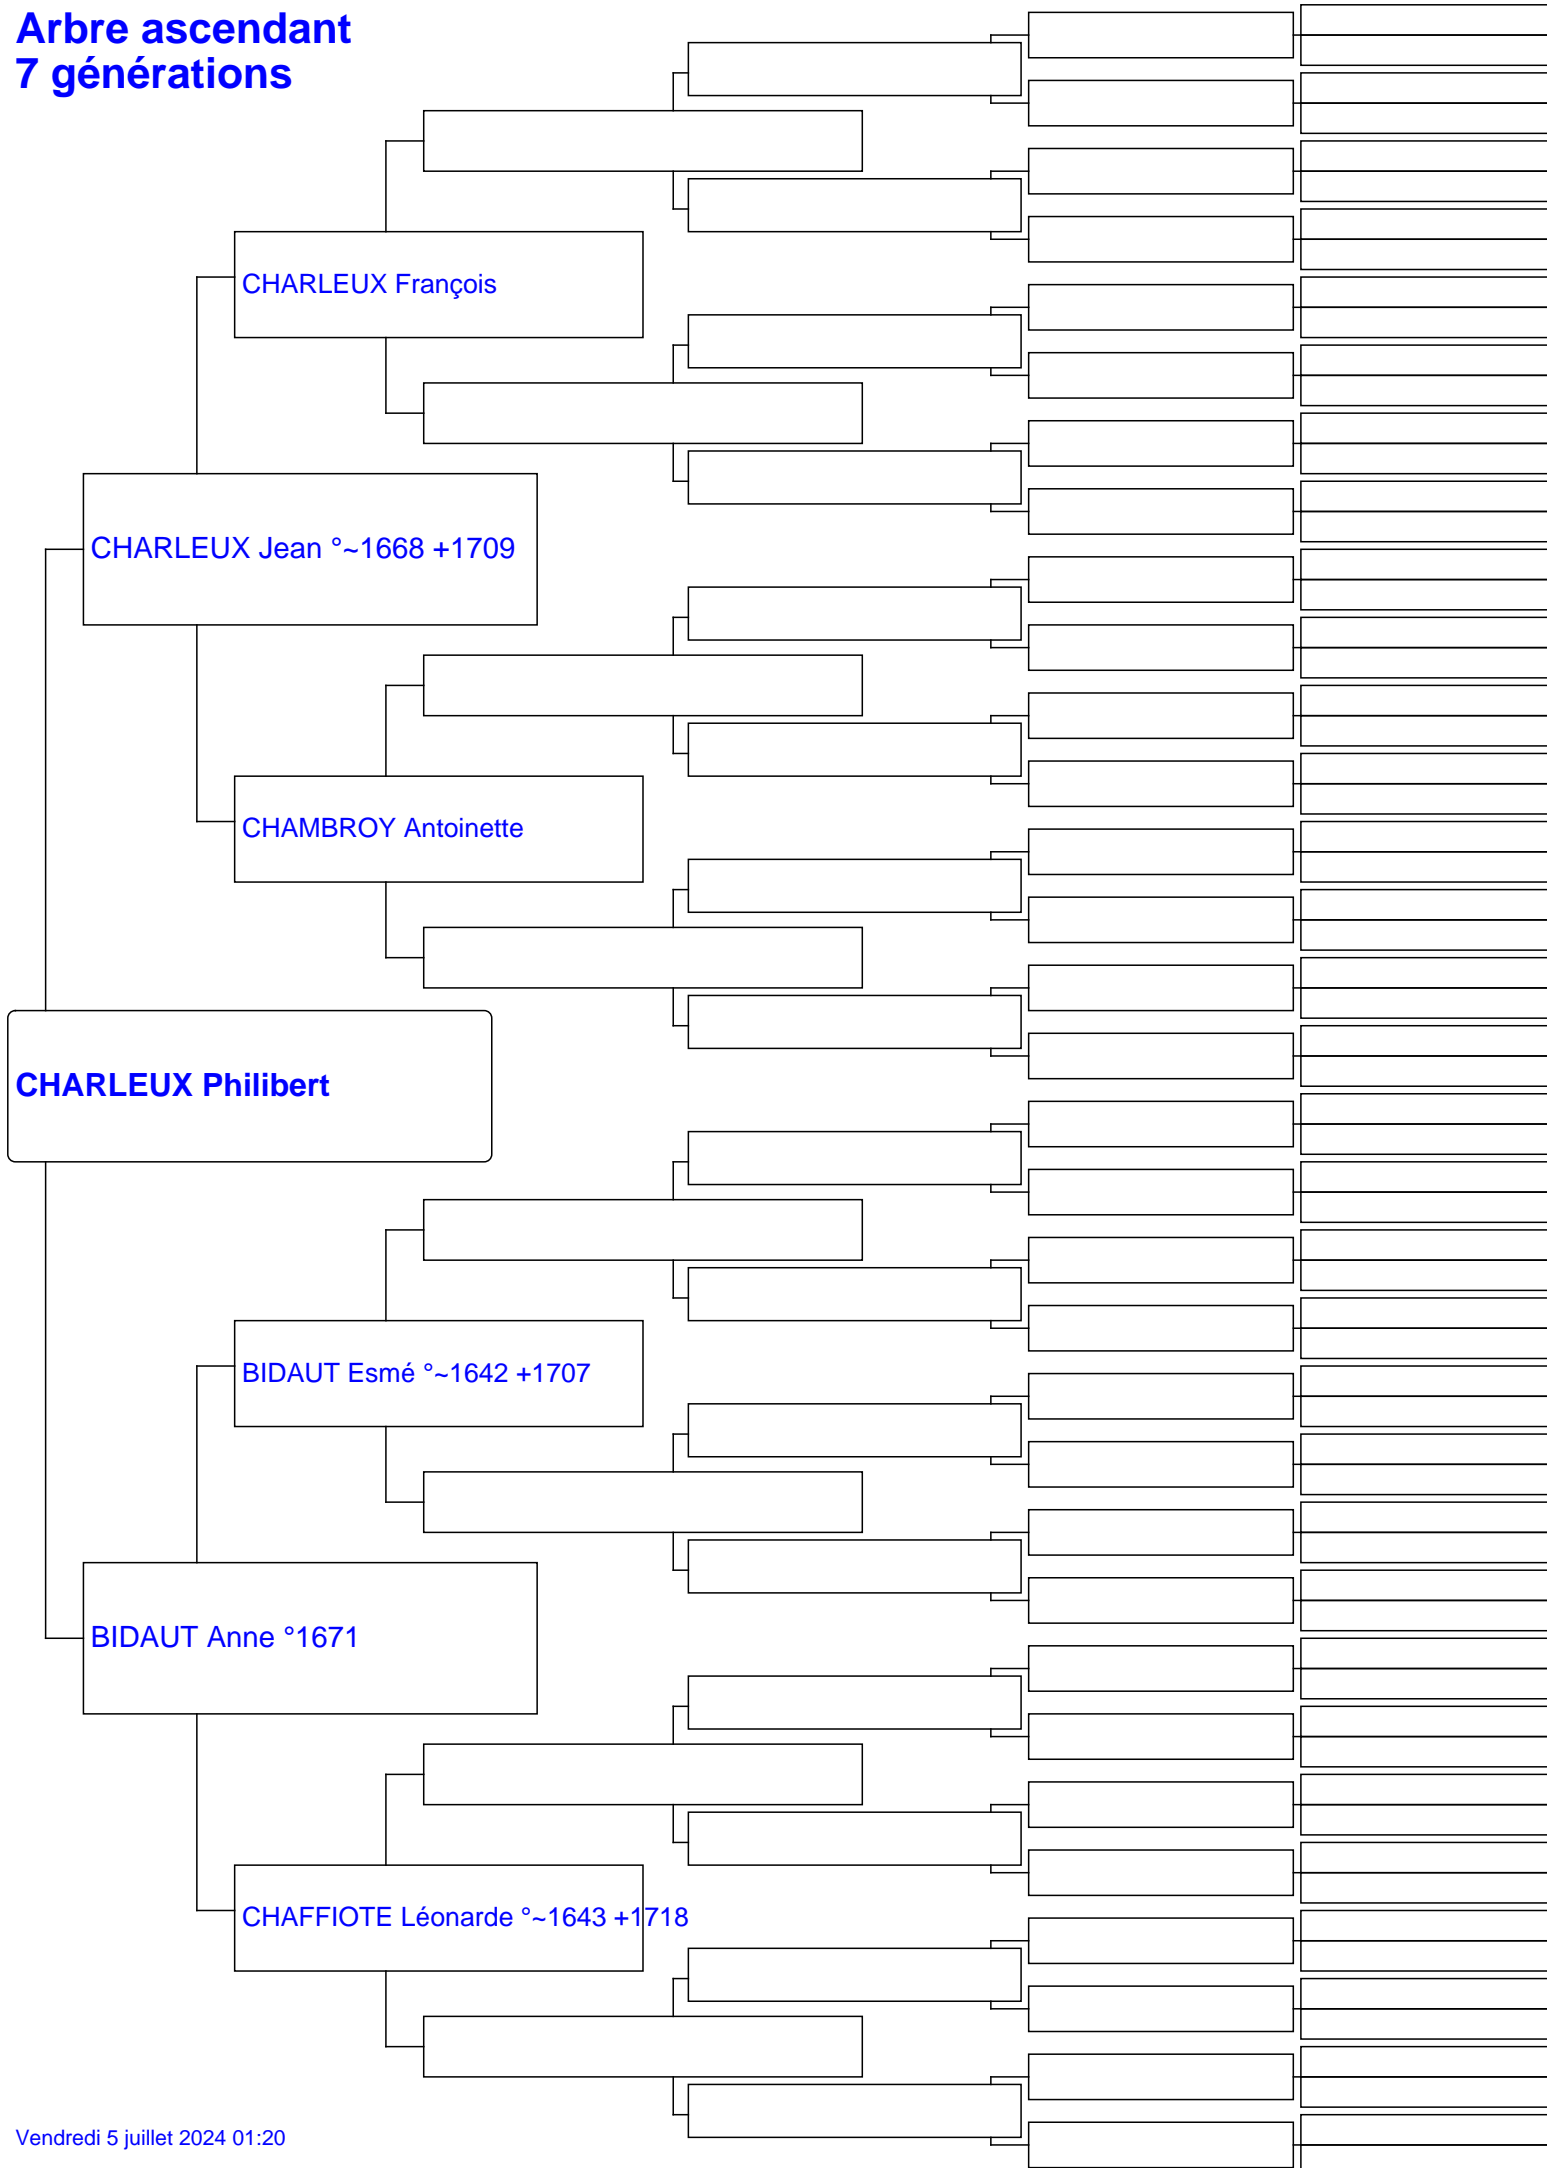 Arbre ascendant
7 générations
CHARLEUX François
CHARLEUX Jean °~1668 +1709
CHAMBROY Antoinette
CHARLEUX Philibert
BIDAUT Esmé °~1642 +1707
BIDAUT Anne °1671
CHAFFIOTE Léonarde °~1643 +1718
Vendredi 5 juillet 2024 01:20